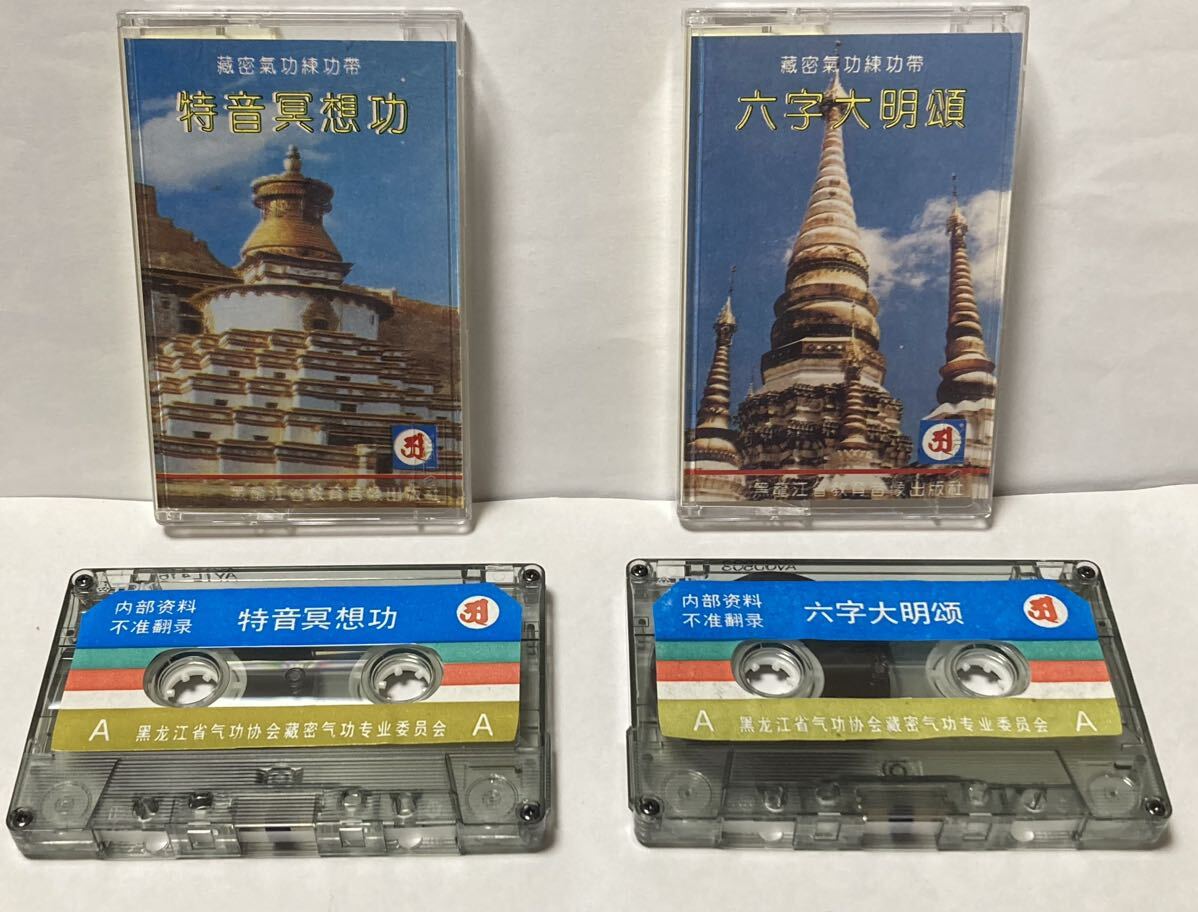 藏密氣功練功帶
特音冥想功
黑龍江省教育音像出版社
藏密氣功練功帶
六字大明頌
黑龍江省教育音像出版社
内部资料
不准翻录
特音冥想功
A 黑龙江省气功协会藏密气功专业委员会 A
内部资料
不准翻录
六字大明颂
A 黑龙江省气功协会藏密气功专业委员会 A